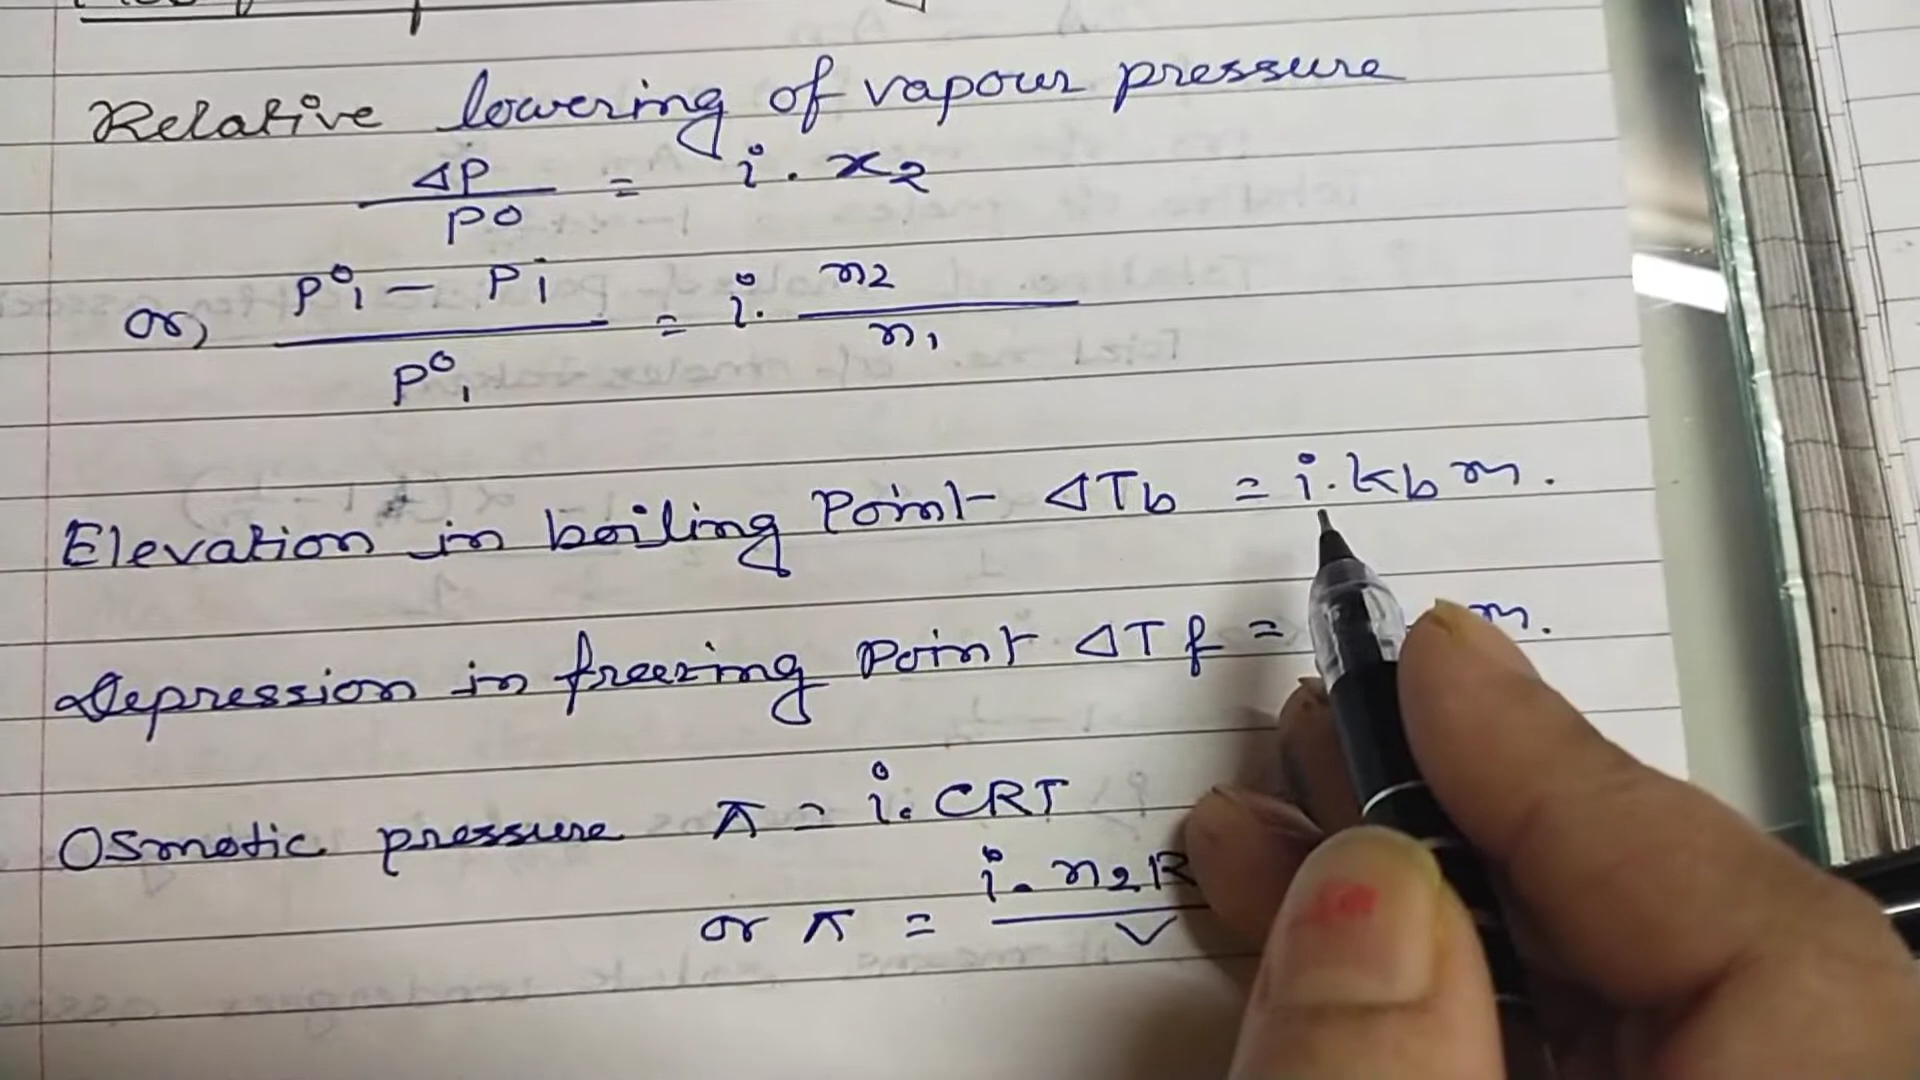 Relative lowering of vapour pressure
ΔP / P° = i . x₂
or, P°₁ – P₁ / P°₁ = i. n₂ / n₁
Elevation in boiling Point ΔTb = i.kb m.
Depression in freezing Point ΔTf = m.
Osmotic pressure π = i. CRT
or π = i. n₂R / V